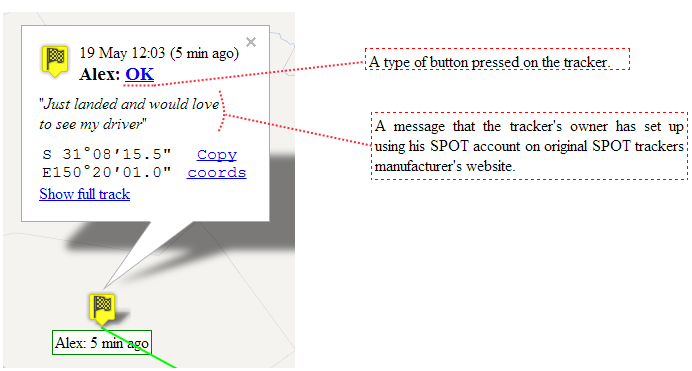 19 May 12:03 (5 min ago)
Alex: OK
"Just landed and would love
to see my driver"
S 31°08'15.5" Copy
E150°20'01.0" coords
Show full track
Alex: 5 min ago
A type of button pressed on the tracker.
A message that the tracker's owner has set up
using his SPOT account on original SPOT trackers
manufacturer's website.